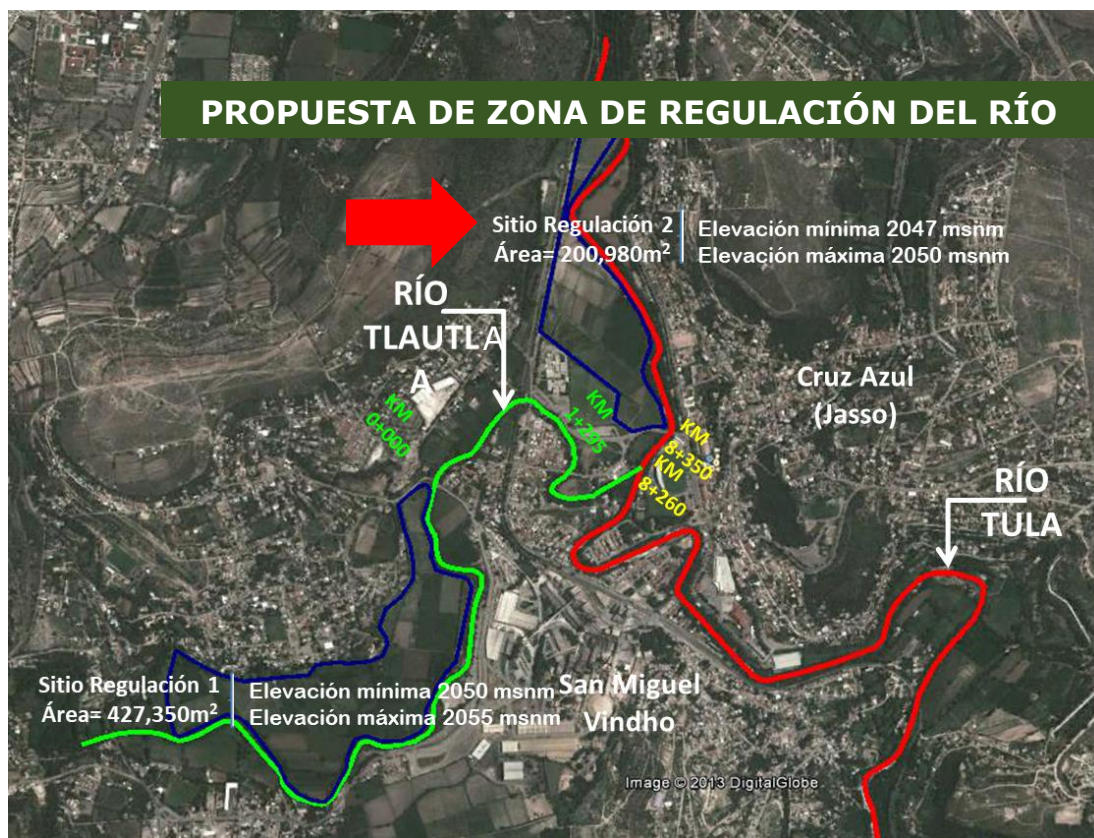 PROPUESTA DE ZONA DE REGULACIÓN DEL RÍO
Sitio Regulación 2
Área= 200,980m²
Elevación mínima 2047 msnm
Elevación máxima 2050 msnm
RÍO
TLAUTLA
A
KM
0+000
KM
1+295
Cruz Azul
(Jasso)
KM
8+350
KM
8+260
RÍO
TULA
Sitio Regulación 1
Área= 427,350m²
Elevación mínima 2050 msnm
Elevación máxima 2055 msnm
San Miguel
Vindho
Image © 2013 DigitalGlobe